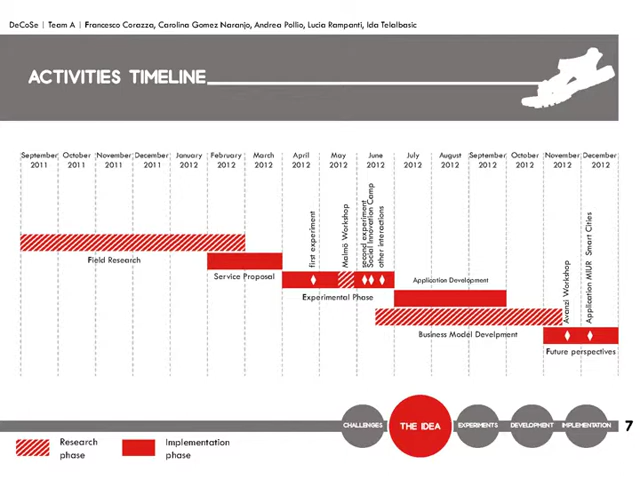 DeCoSe | Team A | Francesco Corazza, Carolina Gomez Naranjo, Andrea Pollio, Lucia Rampanti, Ida Telalbasic
ACTIVITIES TIMELINE
September October November December January February March April May June July August September October November December
2011 2011 2011 2011 2012 2012 2012 2012 2012 2012 2012 2012 2012 2012 2012 2012
first experiment
Malmö Workshop
second experiment
Social Innovation Camp
other interactions
Field Research
Service Proposal
Experimental Phase
Application Development
Business Model Develpment
Avanzi Workshop
Application MIUR Smart Cities
Future perspectives
CHALLENGES THE IDEA EXPERIMENTS DEVELOPMENT IMPLEMENTATION 7
Research
phase
Implementation
phase